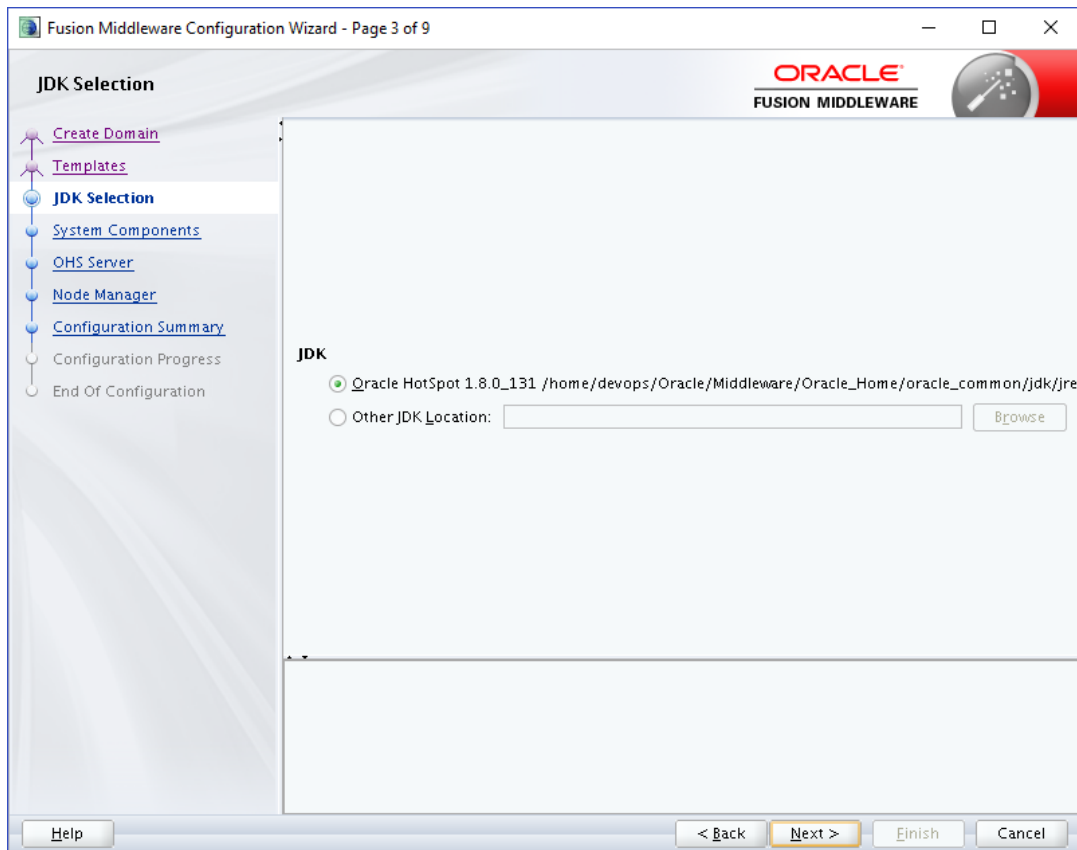 Fusion Middleware Configuration Wizard - Page 3 of 9
JDK Selection
ORACLE
FUSION MIDDLEWARE
Create Domain
Templates
JDK Selection
System Components
OHS Server
Node Manager
Configuration Summary
Configuration Progress
End Of Configuration
JDK
Oracle HotSpot 1.8.0_131 /home/devops/Oracle/Middleware/Oracle_Home/oracle_common/jdk/jre
Other JDK Location:
Browse
Help
< Back
Next >
Finish
Cancel